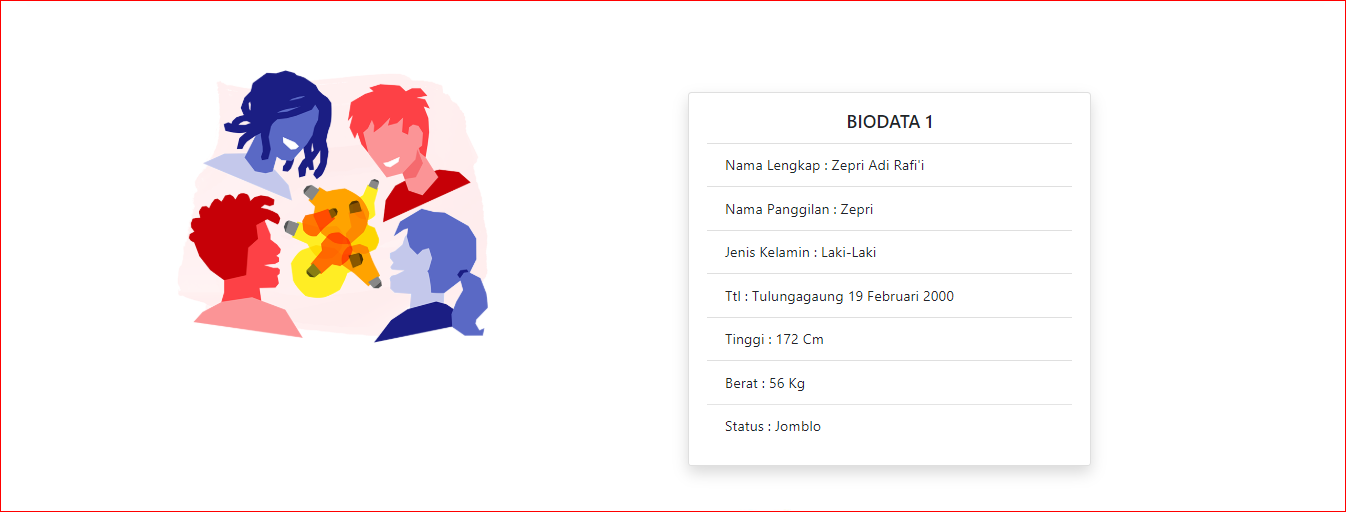 BIODATA 1
Nama Lengkap : Zepri Adi Rafi'i
Nama Panggilan : Zepri
Jenis Kelamin : Laki-Laki
Ttl : Tulungagaung 19 Februari 2000
Tinggi : 172 Cm
Berat : 56 Kg
Status : Jomblo